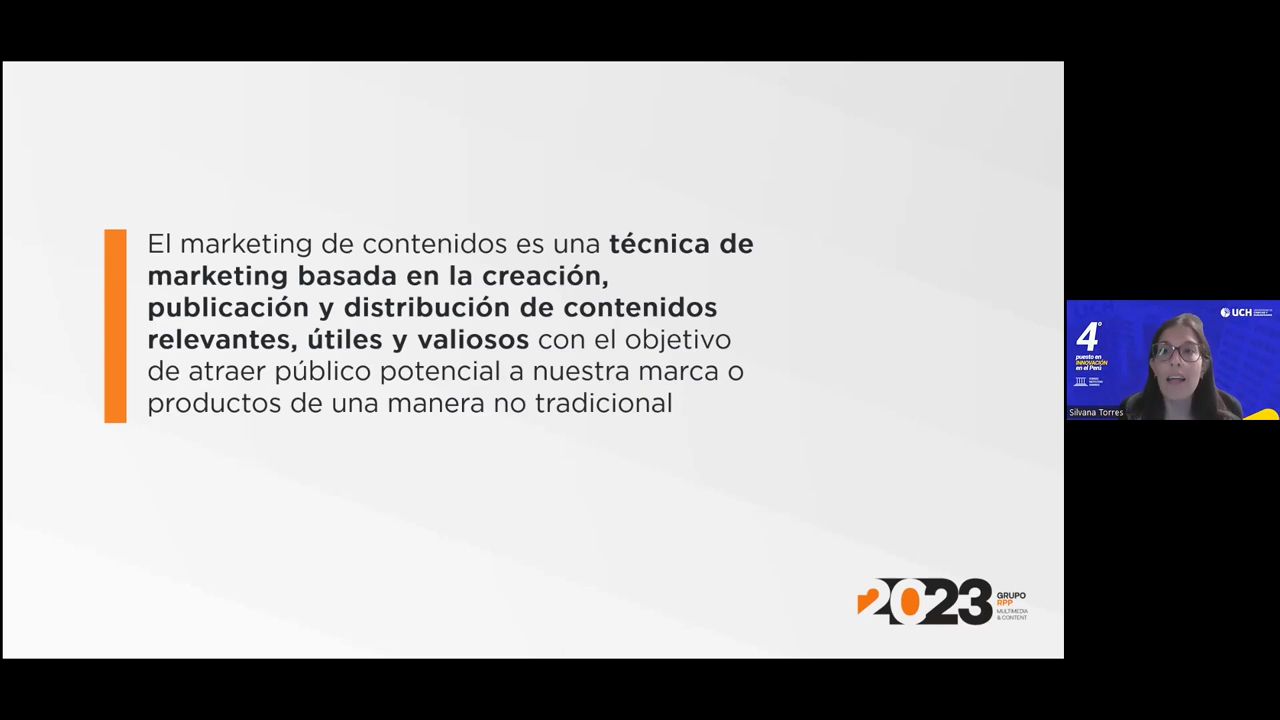 El marketing de contenidos es una técnica de
marketing basada en la creación,
publicación y distribución de contenidos
relevantes, útiles y valiosos con el objetivo
de atraer público potencial a nuestra marca o
productos de una manera no tradicional
2023
GRUPO
RPP
MULTIMEDIA
& CONTENT
UCH
4°
puesto en
INNOVACIÓN
en el Perú
Silvana Torres